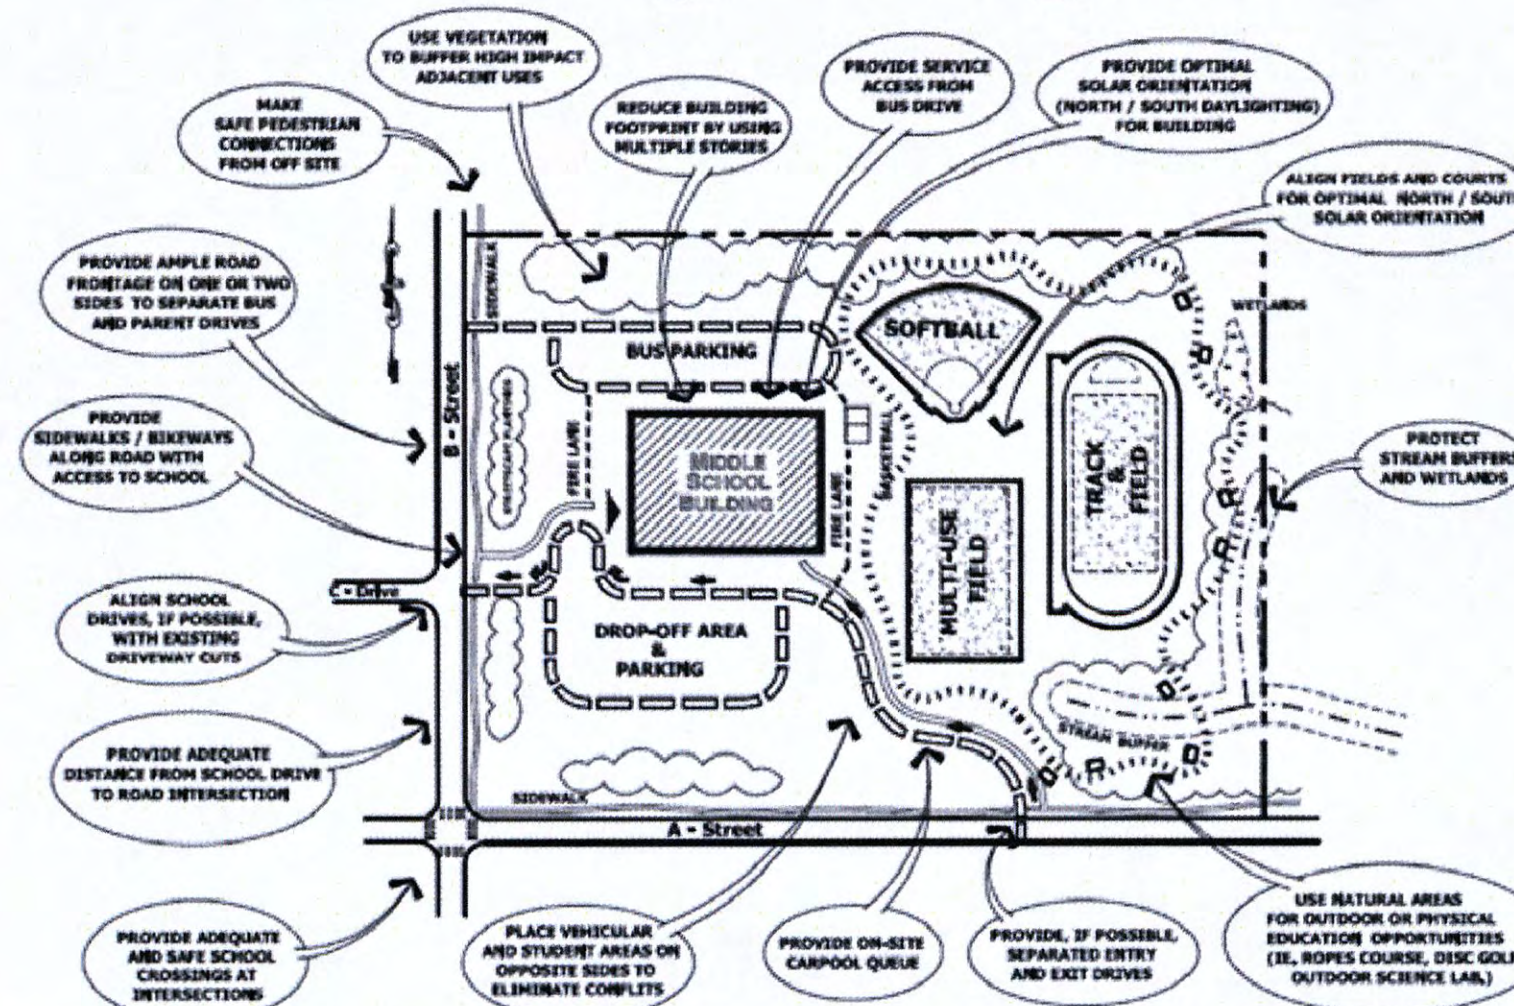 USE VEGETATION
TO BUFFER HIGH IMPACT
ADJACENT USES
PROVIDE SERVICE
ACCESS FROM
BUS DRIVE
PROVIDE OPTIMAL
SOLAR ORIENTATION
(NORTH / SOUTH DAYLIGHTING)
FOR BUILDING
MAKE
SAFE PEDESTRIAN
CONNECTIONS
FROM OFF SITE
REDUCE BUILDING
FOOTPRINT BY USING
MULTIPLE STORIES
ALIGN FIELDS AND COURTS
FOR OPTIMAL NORTH / SOUTH
SOLAR ORIENTATION
PROVIDE AMPLE ROAD
FRONTAGE ON ONE OR TWO
SIDES TO SEPARATE BUS
AND PARENT DRIVES
SIDEWALK
WETLANDS
SOFTBALL
BUS PARKING
B - Street
STREETSCAPE PLANTINGS
FIRE LANE
MIDDLE
SCHOOL
BUILDING
FIRE LANE
BASKETBALL
TRACK
&
FIELD
MULTI-USE
FIELD
PROVIDE
SIDEWALKS / BIKEWAYS
ALONG ROAD WITH
ACCESS TO SCHOOL
PROTECT
STREAM BUFFERS
AND WETLANDS
C - Drive
ALIGN SCHOOL
DRIVES, IF POSSIBLE,
WITH EXISTING
DRIVEWAY CUTS
DROP-OFF AREA
&
PARKING
STREAM BUFFER
PROVIDE ADEQUATE
DISTANCE FROM SCHOOL DRIVE
TO ROAD INTERSECTION
SIDEWALK
A - Street
PROVIDE ADEQUATE
AND SAFE SCHOOL
CROSSINGS AT
INTERSECTIONS
PLACE VEHICULAR
AND STUDENT AREAS ON
OPPOSITE SIDES TO
ELIMINATE CONFLITS
PROVIDE ON-SITE
CARPOOL QUEUE
PROVIDE, IF POSSIBLE,
SEPARATED ENTRY
AND EXIT DRIVES
USE NATURAL AREAS
FOR OUTDOOR OR PHYSICAL
EDUCATION OPPORTUNITIES
(IE, ROPES COURSE, DISC GOLF
OUTDOOR SCIENCE LAB,)